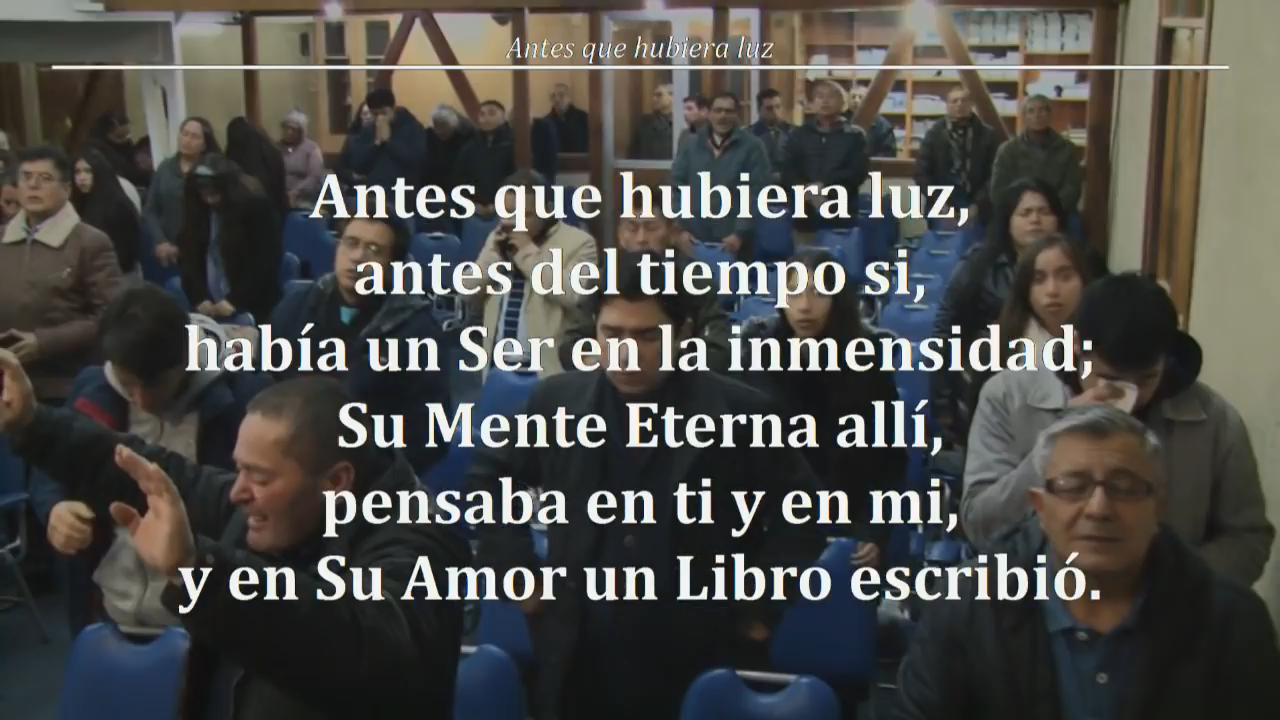 Antes que hubiera luz
Antes que hubiera luz,
antes del tiempo si,
había un Ser en la inmensidad;
Su Mente Eterna allí,
pensaba en ti y en mi,
y en Su Amor un Libro escribió.